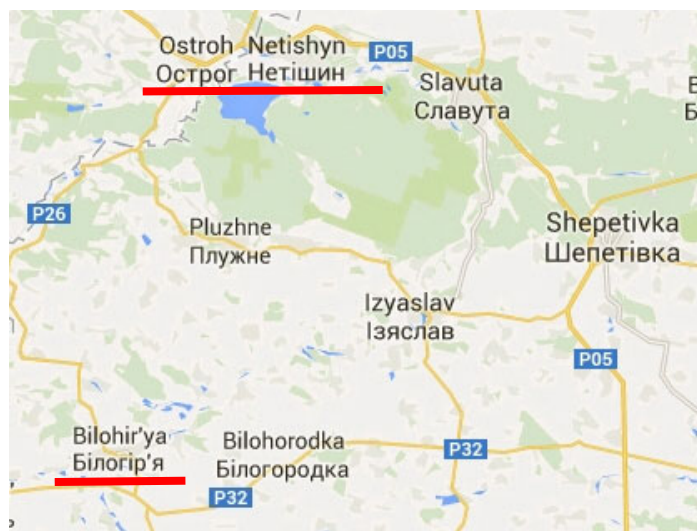 Ostroh Netishyn
Острог Нетішин
P05
Slavuta
Славута
P26
Pluzhne
Плужне
Shepetivka
Шепетівка
Izyaslav
Ізяслав
P05
Bilohir'ya
Білогір'я
Bilohorodka
Білогородка
P32
P32